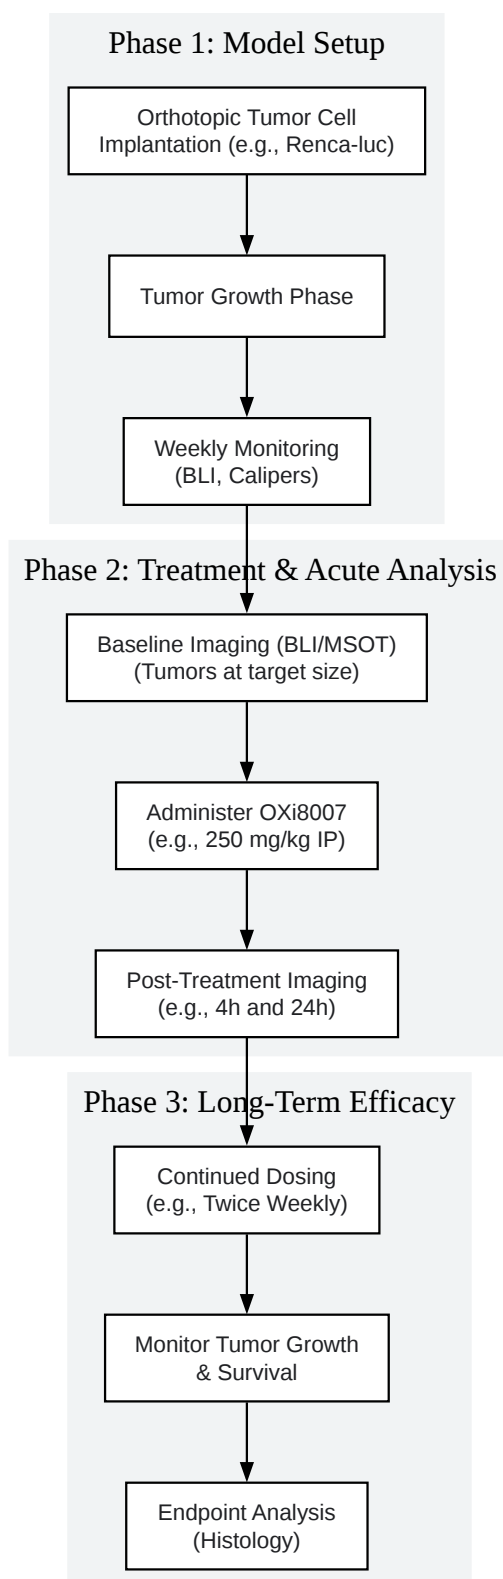 Phase 1: Model Setup
Orthotopic Tumor Cell
Implantation (e.g., Renca-luc)
Tumor Growth Phase
Weekly Monitoring
(BLI, Calipers)
Phase 2: Treatment & Acute Analysis
Baseline Imaging (BLI/MSOT)
(Tumors at target size)
Administer OXi8007
(e.g., 250 mg/kg IP)
Post-Treatment Imaging
(e.g., 4h and 24h)
Phase 3: Long-Term Efficacy
Continued Dosing
(e.g., Twice Weekly)
Monitor Tumor Growth
& Survival
Endpoint Analysis
(Histology)